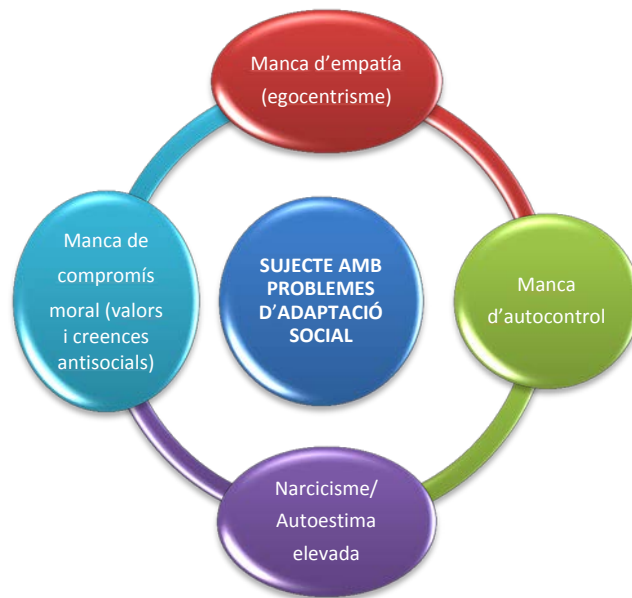 Manca d'empatía
(egocentrisme)
Manca de
compromís
moral (valors
i creences
antisocials)
SUJECTE AMB
PROBLEMES
D'ADAPTACIÓ
SOCIAL
Manca
d'autocontrol
Narcicisme/
Autoestima
elevada